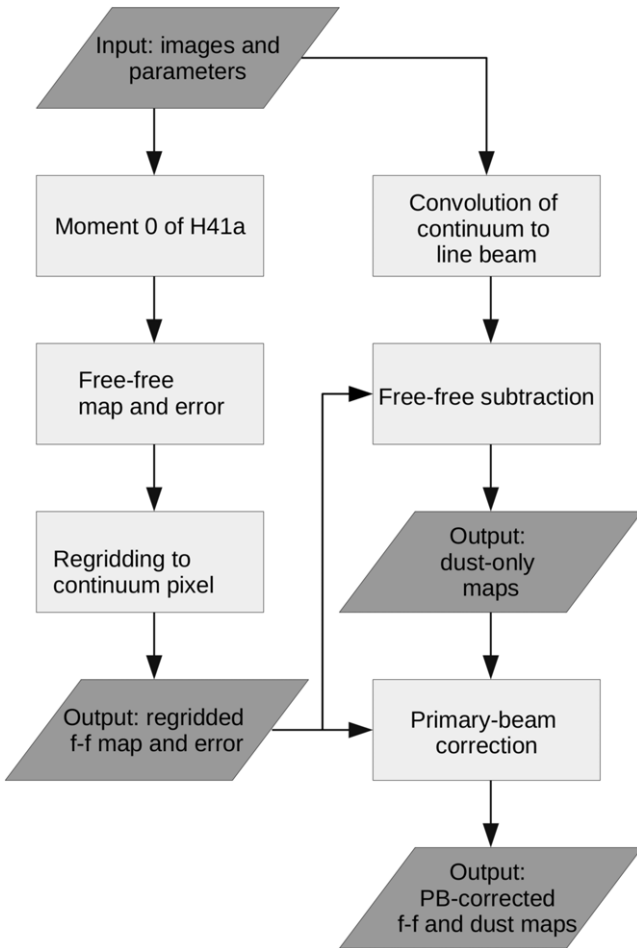 Input: images and
parameters
Moment 0 of H41a
Free-free
map and error
Regridding to
continuum pixel
Output: regridded
f-f map and error
Convolution of
continuum to
line beam
Free-free subtraction
Output:
dust-only
maps
Primary-beam
correction
Output:
PB-corrected
f-f and dust maps